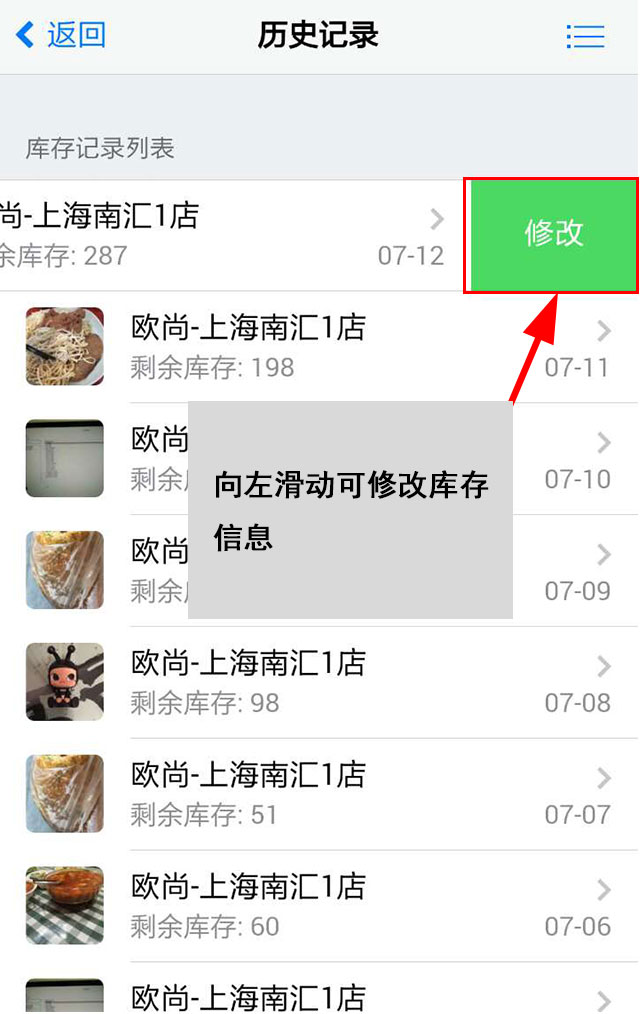 返回
历史记录
库存记录列表
尚-上海南汇1店
余库存: 287
07-12
修改
欧尚-上海南汇1店
剩余库存: 198
07-11
欧尚
剩余
07-10
向左滑动可修改库存
信息
欧尚
剩余
07-09
欧尚-上海南汇1店
剩余库存: 98
07-08
欧尚-上海南汇1店
剩余库存: 51
07-07
欧尚-上海南汇1店
剩余库存: 60
07-06
欧尚-上海南汇1店